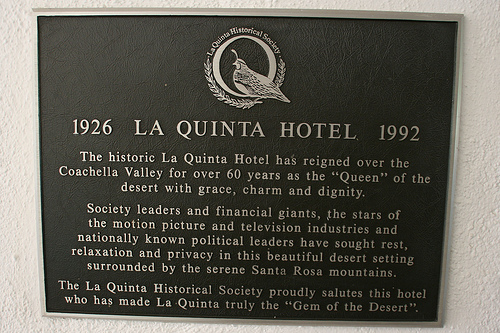 La Quinta Historical Society
1926 LA QUINTA HOTEL 1992
The historic La Quinta Hotel has reigned over the
Coachella Valley for over 60 years as the "Queen" of the
desert with grace, charm and dignity.
Society leaders and financial giants, the stars of
the motion picture and television industries and
nationally known political leaders have sought rest,
relaxation and privacy in this beautiful desert setting
surrounded by the serene Santa Rosa mountains.
The La Quinta Historical Society proudly salutes this hotel
who has made La Quinta truly the "Gem of the Desert".